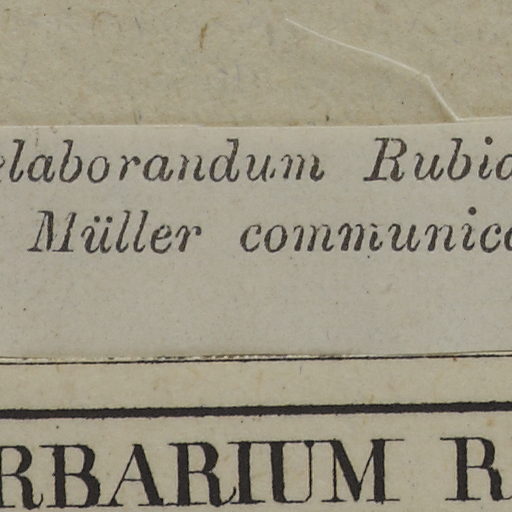 elaborandum Rubia
Müller communica
RBARIUM R